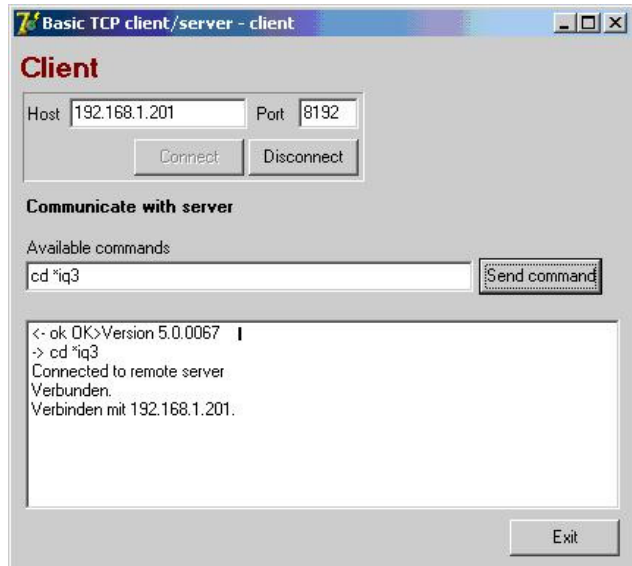 Basic TCP client/server - client
Client
Host 192.168.1.201 Port 8192
Connect Disconnect
Communicate with server
Available commands
cd *iq3 Send command
<- ok OK>Version 5.0.0067
-> cd *iq3
Connected to remote server
Verbunden.
Verbinden mit 192.168.1.201.
Exit